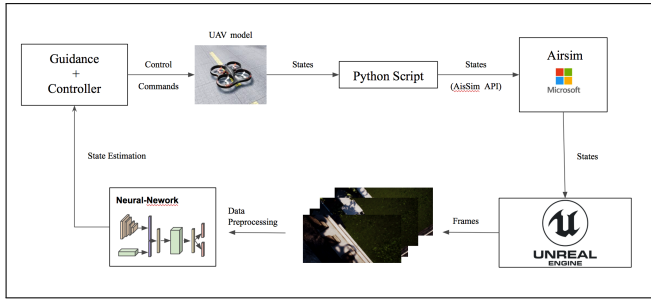 UAV model
Guidance
+
Controller
Control
Commands
States
Python Script
States
(AisSim API)
Airsim
Microsoft
States
UNREAL
ENGINE
Frames
Data
Preprocessing
Neural-Nework
State Estimation